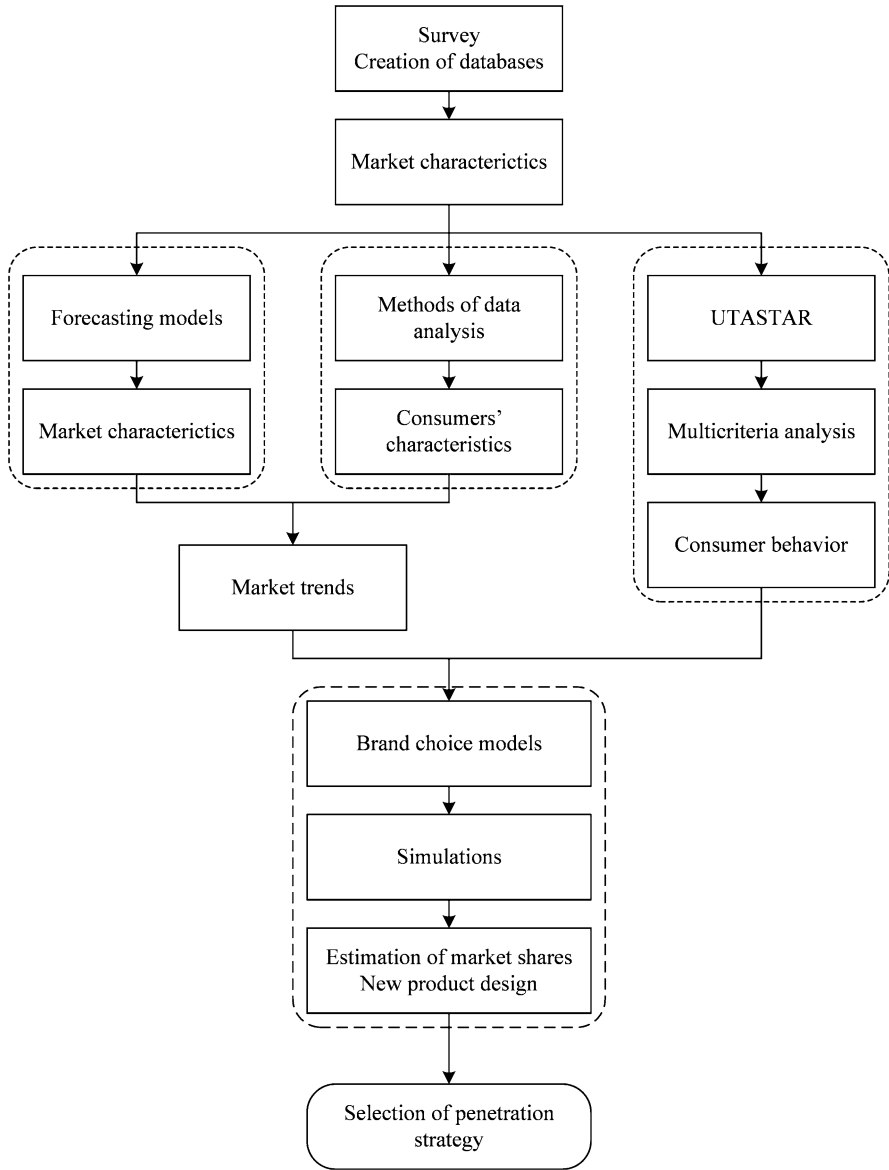 Survey
Creation of databases
Market characterictics
Forecasting models
Methods of data
analysis
UTASTAR
Market characterictics
Consumers’
characteristics
Multicriteria analysis
Consumer behavior
Market trends
Brand choice models
Simulations
Estimation of market shares
New product design
Selection of penetration
strategy